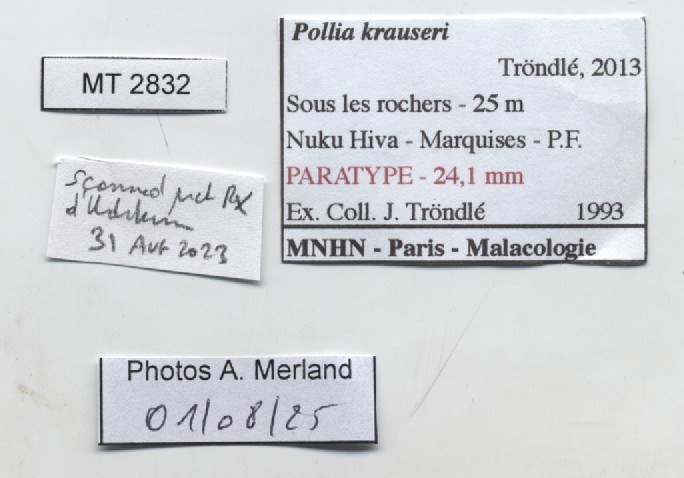 Pollia krauseri
Tröndlé, 2013
MT 2832
Sous les rochers - 25 m
Nuku Hiva - Marquises - P.F.
PARATYPE - 24,1 mm
Ex. Coll. J. Tröndlé 1993
MNHN - Paris - Malacologie
Scanned
31 Aug 2023
Photos A. Merland
01/08/25